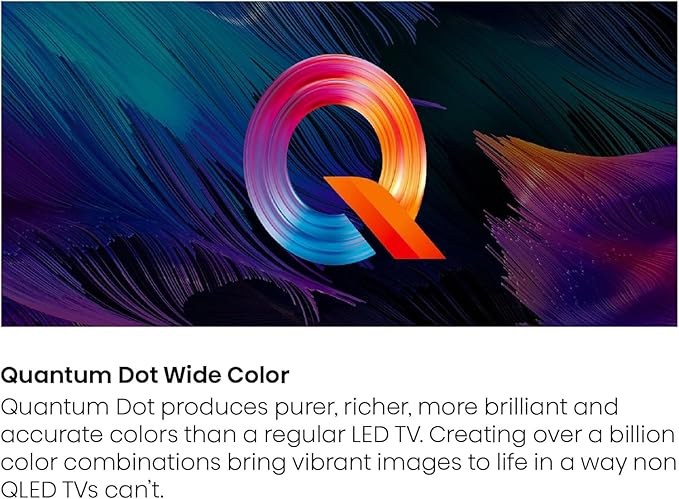 Q
Quantum Dot Wide Color
Quantum Dot produces purer, richer, more brilliant and
accurate colors than a regular LED TV. Creating over a billion
color combinations bring vibrant images to life in a way non
QLED TVs can't.